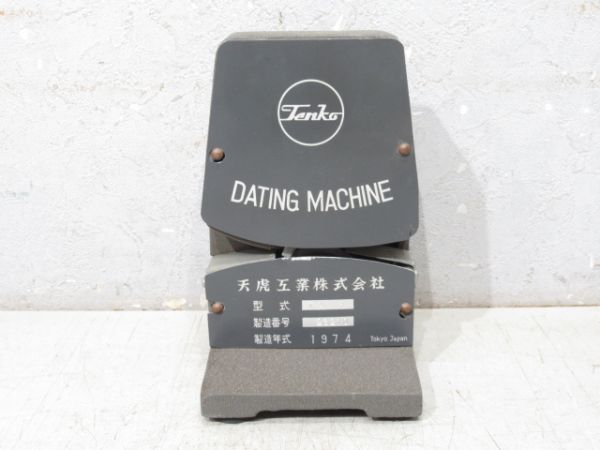 Tenko
DATING MACHINE
天虎工業株式会社
型式
製造番号
製造年式 1974 Tokyo Japan